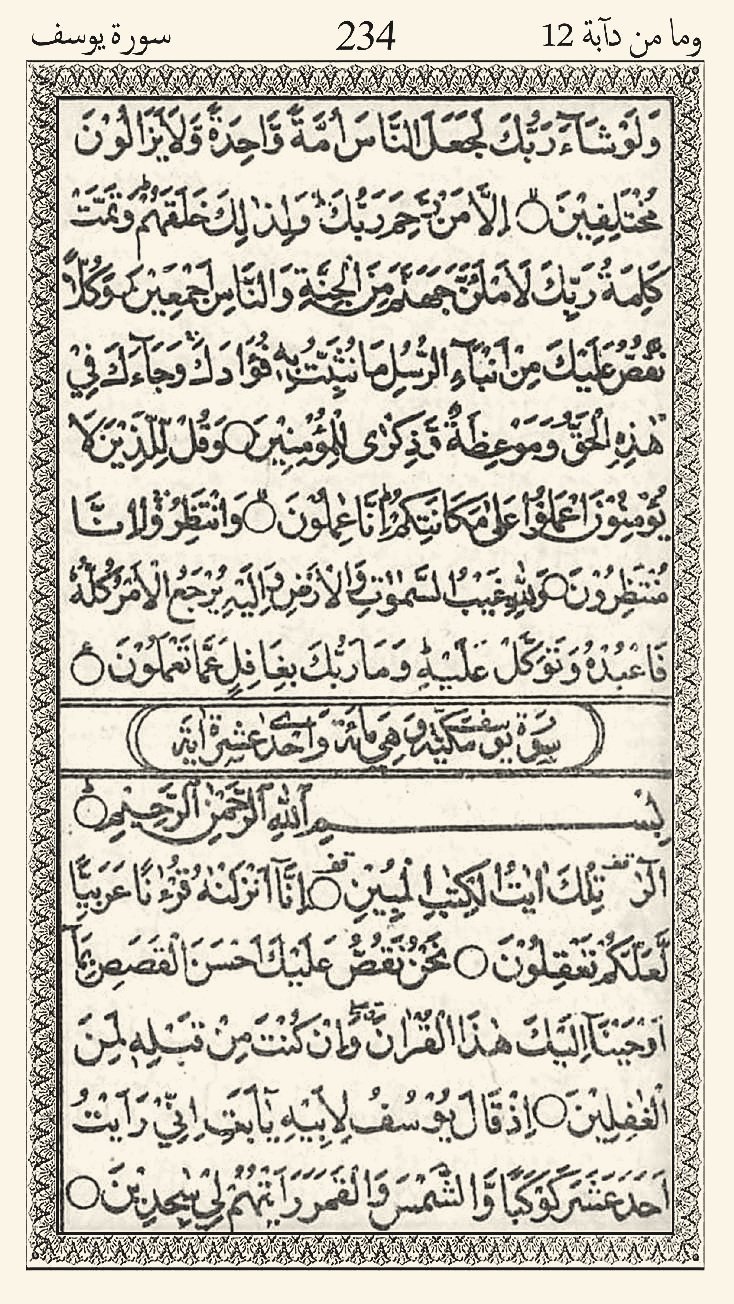 وما من دآبة 12 234 سورة يوسف
وَلَوْ شَآءَ رَبُّكَ لَجَعَلَ النَّاسَ اُمَّةً وَّاحِدَةً وَّلَا يَزَالُوْنَ
مُخْتَلِفِيْنَ ۝ اِلَّا مَنْ رَّحِمَ رَبُّكَ ؕ وَلِذٰلِكَ خَلَقَهُمْ ؕ وَتَمَّتْ
كَلِمَةُ رَبِّكَ لَاَمْلَئَنَّ جَهَنَّمَ مِنَ الْجِنَّةِ وَالنَّاسِ اَجْمَعِيْنَ ۝ وَكُلًّا
نَّقُصُّ عَلَيْكَ مِنْ اَنْۢبَآءِ الرُّسُلِ مَا نُثَبِّتُ بِهٖ فُؤَادَكَ ۚ وَجَآءَكَ فِيْ
هٰذِهِ الْحَقُّ وَمَوْعِظَةٌ وَّذِكْرٰى لِلْمُؤْمِنِيْنَ ۝ وَقُلْ لِّلَّذِيْنَ لَا
يُؤْمِنُوْنَ اعْمَلُوْا عَلٰى مَكَانَتِكُمْ ؕ اِنَّا عٰمِلُوْنَ ۝ وَانْتَظِرُوْا ۚ اِنَّا
مُنْتَظِرُوْنَ ۝ وَلِلّٰهِ غَيْبُ السَّمٰوٰتِ وَالْاَرْضِ وَاِلَيْهِ يُرْجَعُ الْاَمْرُ كُلُّهٗ
فَاعْبُدْهُ وَتَوَكَّلْ عَلَيْهِ ؕ وَمَا رَبُّكَ بِغَافِلٍ عَمَّا تَعْمَلُوْنَ ۝ ع
سُوْرَةُ يُوْسُفَ مَكِّيَّةٌ وَّهِيَ مِائَةٌ وَّاِحْدٰى عَشْرَةَ اٰيَةً
بِسْمِ اللّٰهِ الرَّحْمٰنِ الرَّحِيْمِ ۝
الٓرٰ ۟ تِلْكَ اٰيٰتُ الْكِتٰبِ الْمُبِيْنِ ۝ اِنَّآ اَنْزَلْنٰهُ قُرْءٰنًا عَرَبِيًّا
لَّعَلَّكُمْ تَعْقِلُوْنَ ۝ نَحْنُ نَقُصُّ عَلَيْكَ اَحْسَنَ الْقَصَصِ بِمَآ
اَوْحَيْنَآ اِلَيْكَ هٰذَا الْقُرْاٰنَ ۖ وَاِنْ كُنْتَ مِنْ قَبْلِهٖ لَمِنَ
الْغٰفِلِيْنَ ۝ اِذْ قَالَ يُوْسُفُ لِاَبِيْهِ يٰٓاَبَتِ اِنِّيْ رَاَيْتُ
اَحَدَ عَشَرَ كَوْكَبًا وَّالشَّمْسَ وَالْقَمَرَ رَاَيْتُهُمْ لِيْ سٰجِدِيْنَ ۝